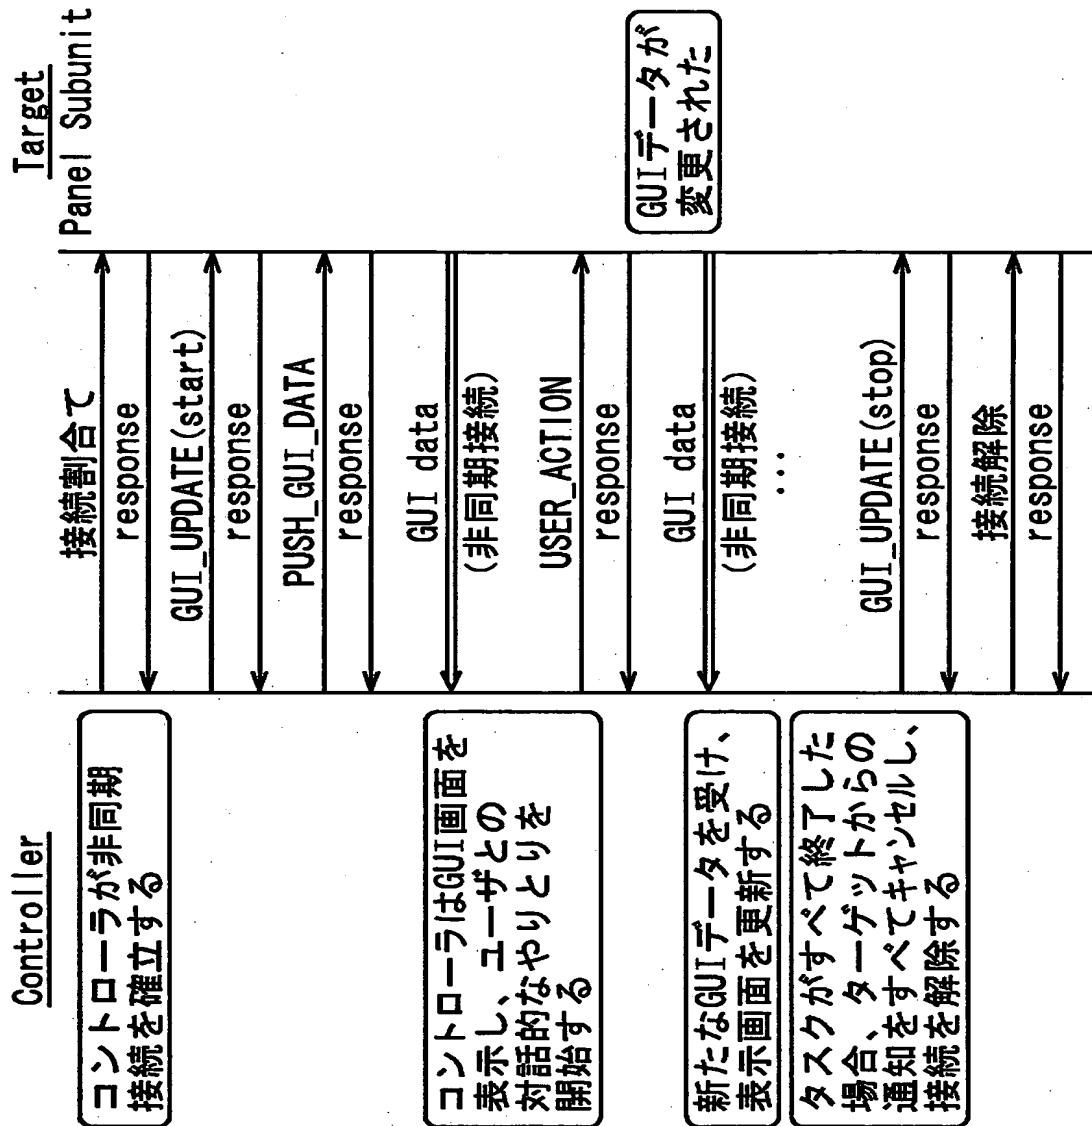 Controller
Target
Panel Subunit
コントローラが非同期
接続を確立する
接続割合て
response
GUI_UPDATE(start)
response
PUSH_GUI_DATA
response
GUI data
(非同期接続)
コントローラはGUI画面を
表示し、ユーザとの
対話的なやりとりを
開始する
USER_ACTION
response
GUIデータが
変更された
GUI data
(非同期接続)
新たなGUIデータを受け、
表示画面を更新する
...
タスクがすべて終了した
場合、ターゲットからの
通知をすべてキャンセルし、
接続を解除する
GUI_UPDATE(stop)
response
接続解除
response